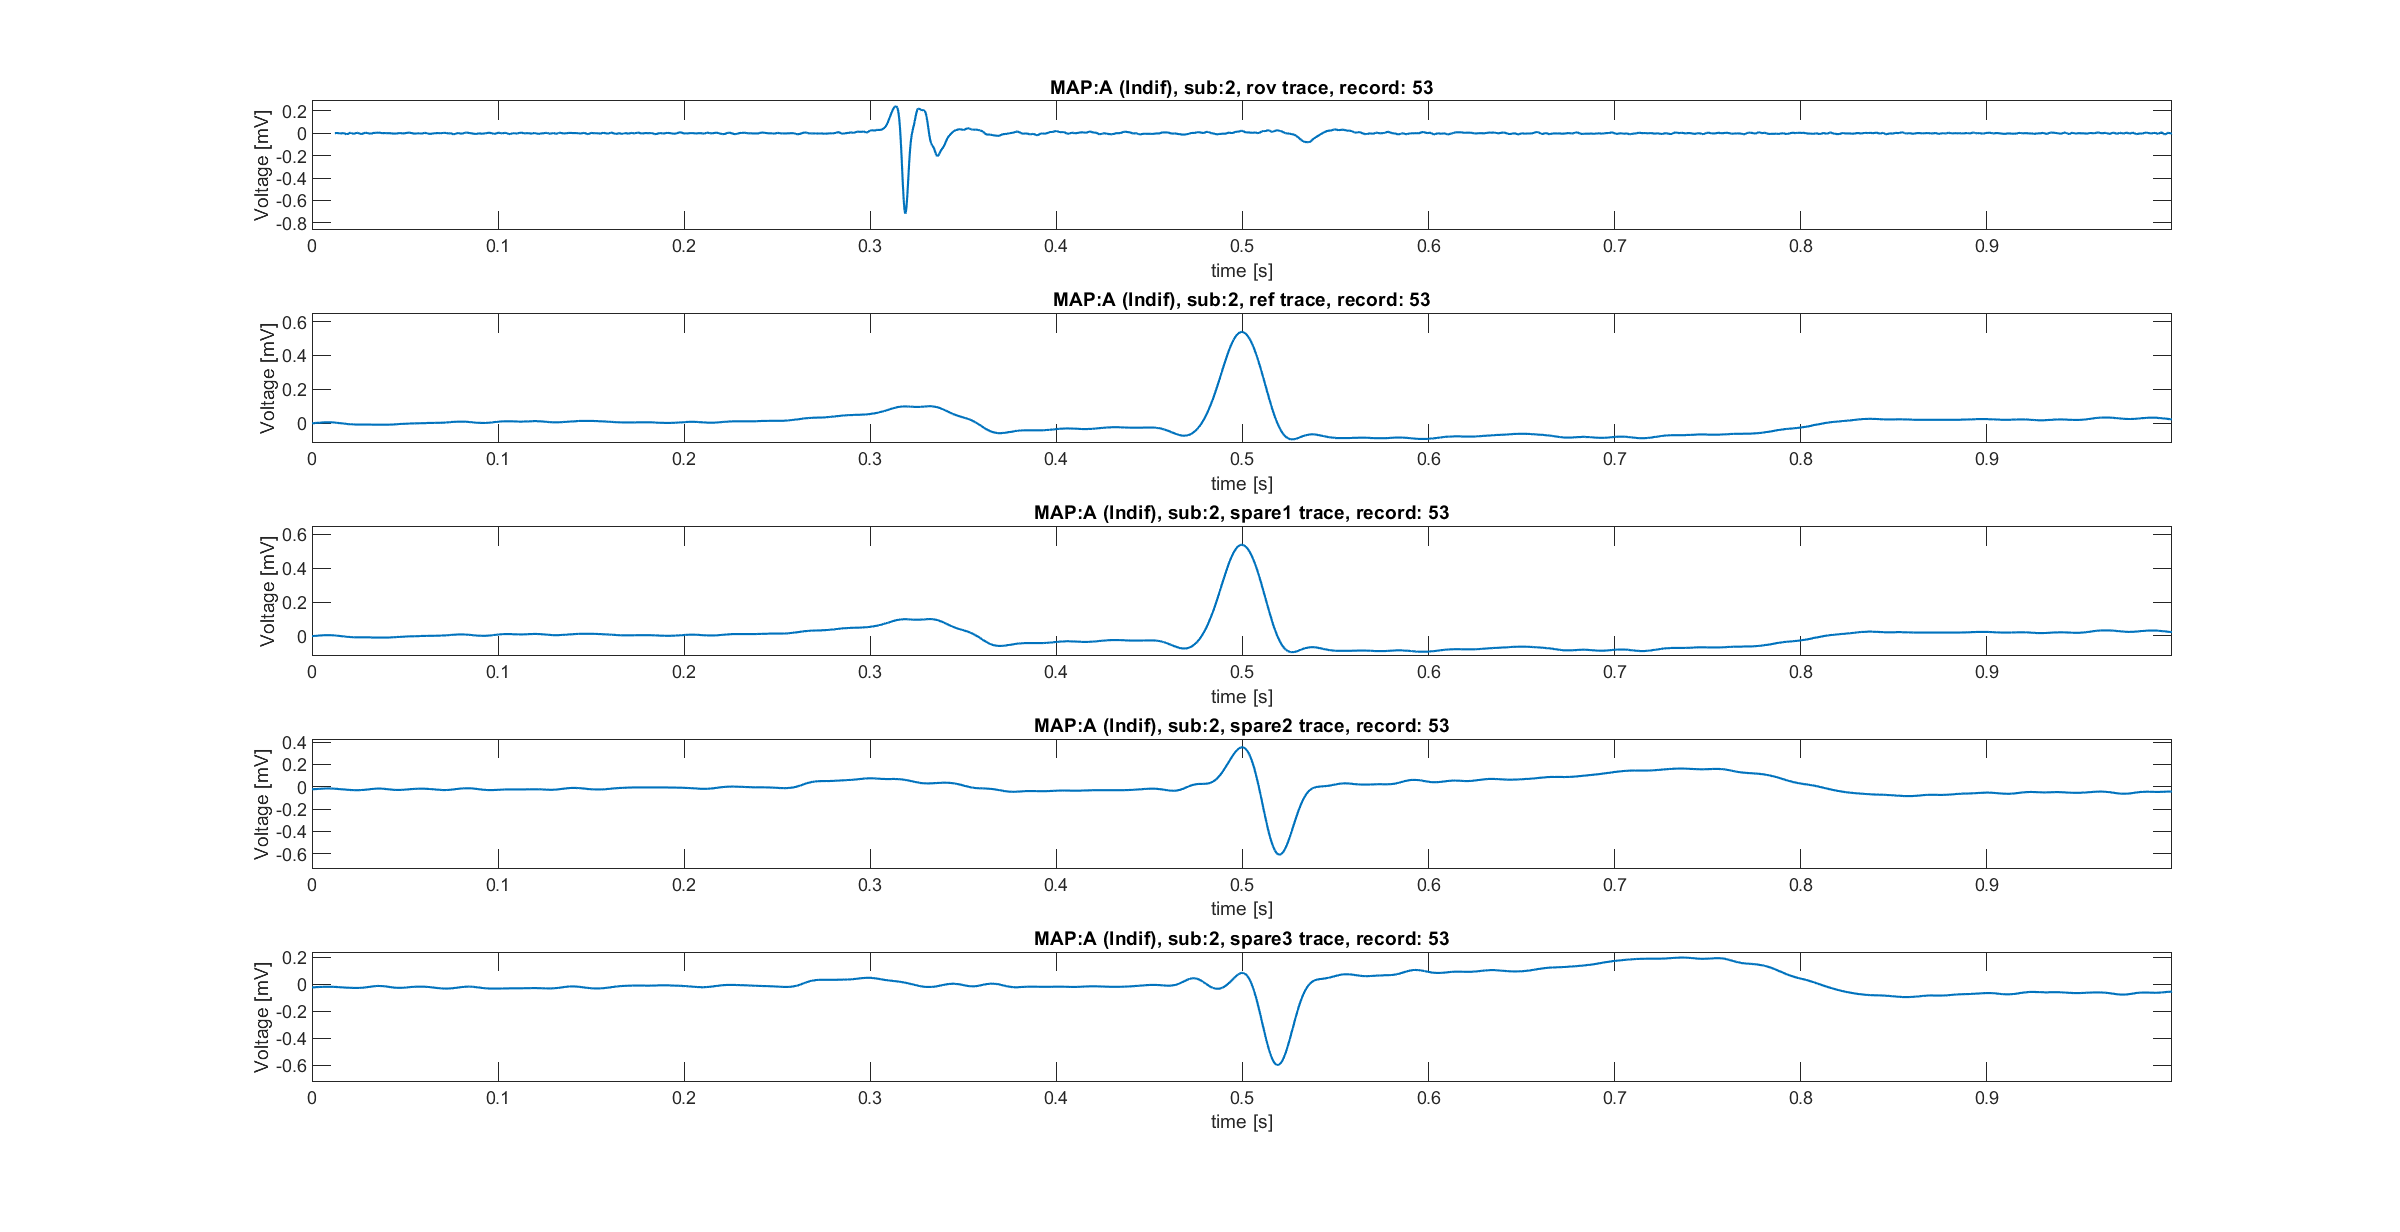 MAP:A (Indif), sub:2, rov trace, record: 53
Voltage [mV]
0.2
0
-0.2
-0.4
-0.6
-0.8
0 0.1 0.2 0.3 0.4 0.5 0.6 0.7 0.8 0.9
time [s]
MAP:A (Indif), sub:2, ref trace, record: 53
Voltage [mV]
0.6
0.4
0.2
0
0 0.1 0.2 0.3 0.4 0.5 0.6 0.7 0.8 0.9
time [s]
MAP:A (Indif), sub:2, spare1 trace, record: 53
Voltage [mV]
0.6
0.4
0.2
0
0 0.1 0.2 0.3 0.4 0.5 0.6 0.7 0.8 0.9
time [s]
MAP:A (Indif), sub:2, spare2 trace, record: 53
Voltage [mV]
0.4
0.2
0
-0.2
-0.4
-0.6
0 0.1 0.2 0.3 0.4 0.5 0.6 0.7 0.8 0.9
time [s]
MAP:A (Indif), sub:2, spare3 trace, record: 53
Voltage [mV]
0.2
0
-0.2
-0.4
-0.6
0 0.1 0.2 0.3 0.4 0.5 0.6 0.7 0.8 0.9
time [s]